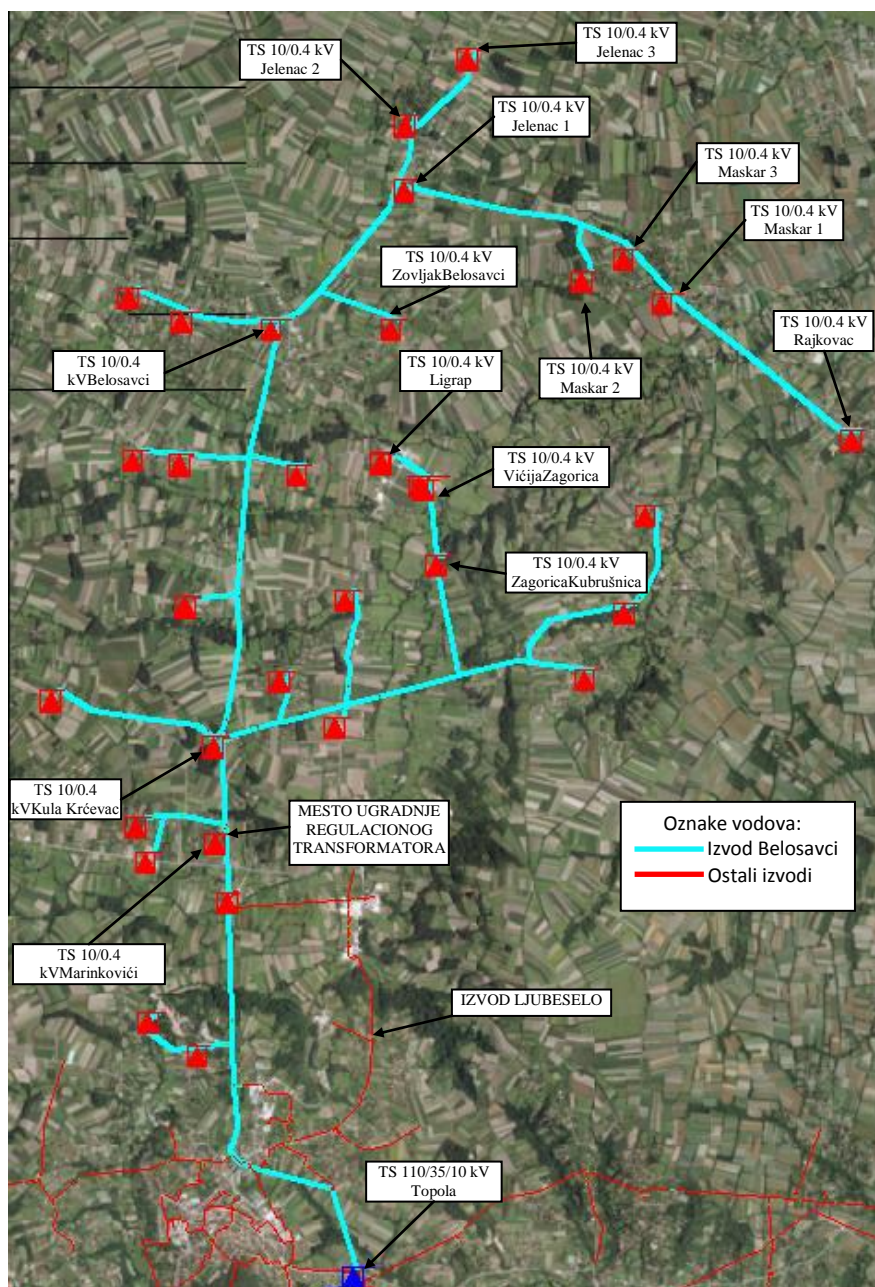 TS 10/0.4 kV
Jelenac 2
TS 10/0.4 kV
Jelenac 3
TS 10/0.4 kV
Jelenac 1
TS 10/0.4 kV
Maskar 3
TS 10/0.4 kV
Maskar 1
TS 10/0.4 kV
ZovljakBelosavci
TS 10/0.4 kV
Rajkovac
TS 10/0.4
kVBelosavci
TS 10/0.4 kV
Ligrap
TS 10/0.4 kV
Maskar 2
TS 10/0.4 kV
VićijaZagorica
TS 10/0.4 kV
ZagoricaKubrušnica
TS 10/0.4
kVKula Krćevac
MESTO UGRADNJE
REGULACIONOG
TRANSFORMATORA
Oznake vodova:
Izvod Belosavci
Ostali izvodi
TS 10/0.4
kVMarinkovići
IZVOD LJUBESELO
TS 110/35/10 kV
Topola